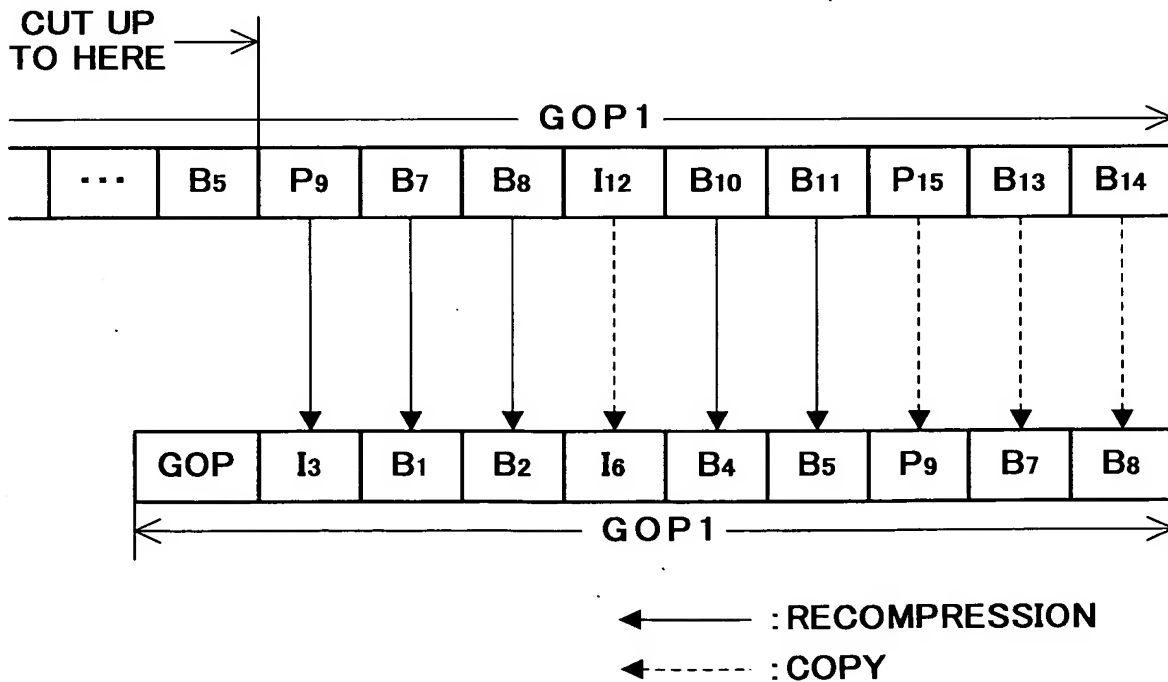 CUT UP
TO HERE
GOP1
... B5 P9 B7 B8 I12 B10 B11 P15 B13 B14
GOP I3 B1 B2 I6 B4 B5 P9 B7 B8
GOP1
:RECOMPRESSION
:COPY